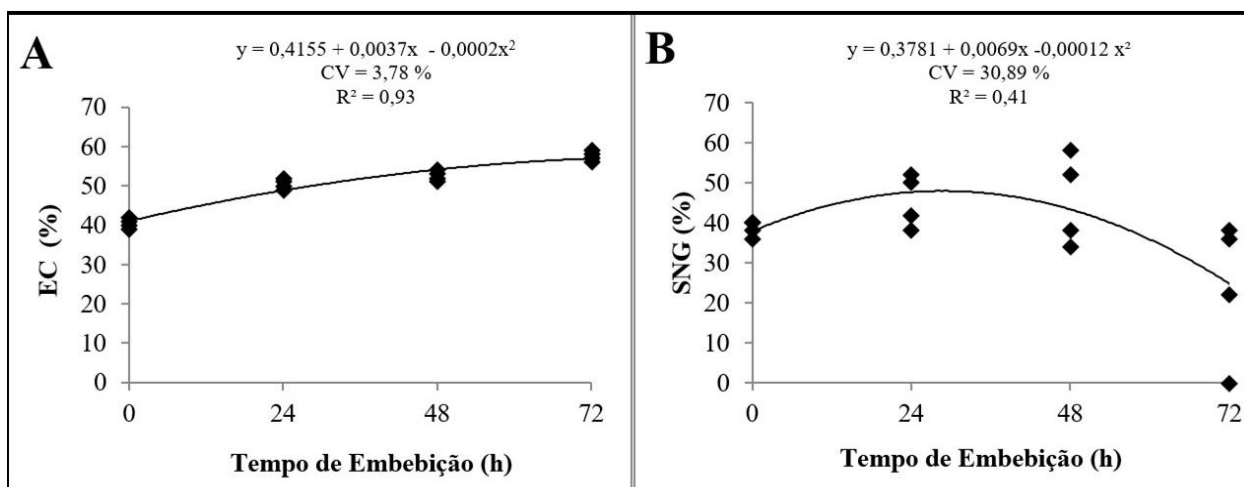 A
y = 0,4155 + 0,0037x - 0,0002x²
CV = 3,78 %
R² = 0,93
EC (%)
70
60
50
40
30
20
10
0
0 24 48 72
Tempo de Embebição (h)
B
y = 0,3781 + 0,0069x -0,00012 x²
CV = 30,89 %
R² = 0,41
SNG (%)
70
60
50
40
30
20
10
0
0 24 48 72
Tempo de Embebição (h)